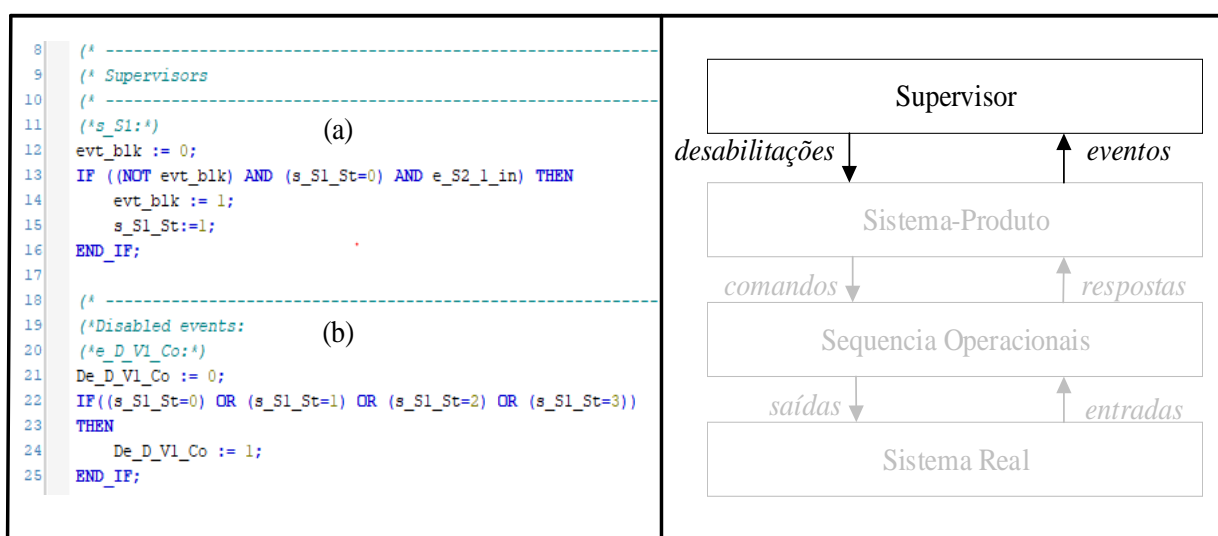 8 (* -----------------------------------------------------------
9 (* Supervisors
10 (* -----------------------------------------------------------
11 (*s_S1:*)
(a)
12 evt_blk := 0;
13 IF ((NOT evt_blk) AND (s_S1_St=0) AND e_S2_1_in) THEN
14 evt_blk := 1;
15 s_S1_St:=1;
16 END_IF;
17
18 (* -----------------------------------------------------------
19 (*Disabled events:
(b)
20 (*e_D_V1_Co:*)
21 De_D_V1_Co := 0;
22 IF((s_S1_St=0) OR (s_S1_St=1) OR (s_S1_St=2) OR (s_S1_St=3))
23 THEN
24 De_D_V1_Co := 1;
25 END_IF;
Supervisor
desabilitações eventos
Sistema-Produto
comandos respostas
Sequencia Operacionais
saídas entradas
Sistema Real